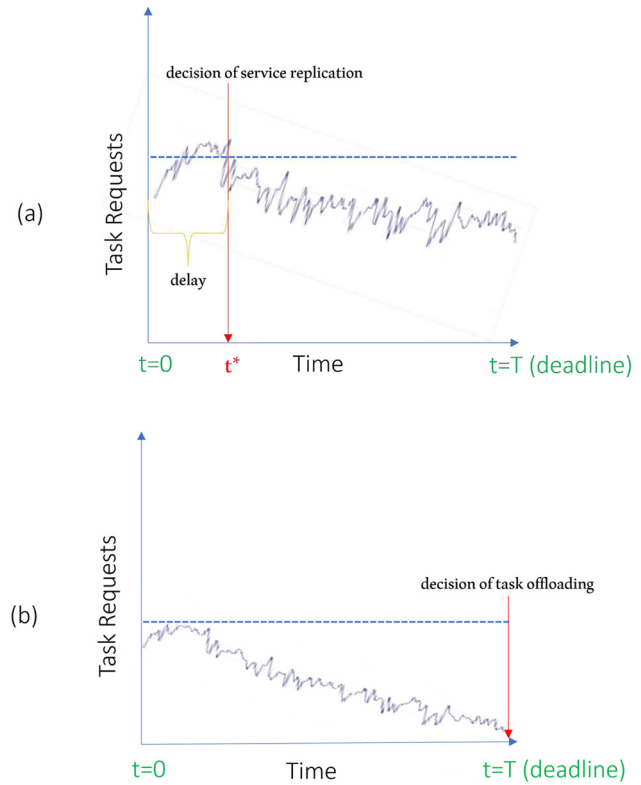 decision of service replication
Task Requests
(a)
delay
t=0
t*
Time
t=T (deadline)
decision of task offloading
Task Requests
(b)
t=0
Time
t=T (deadline)